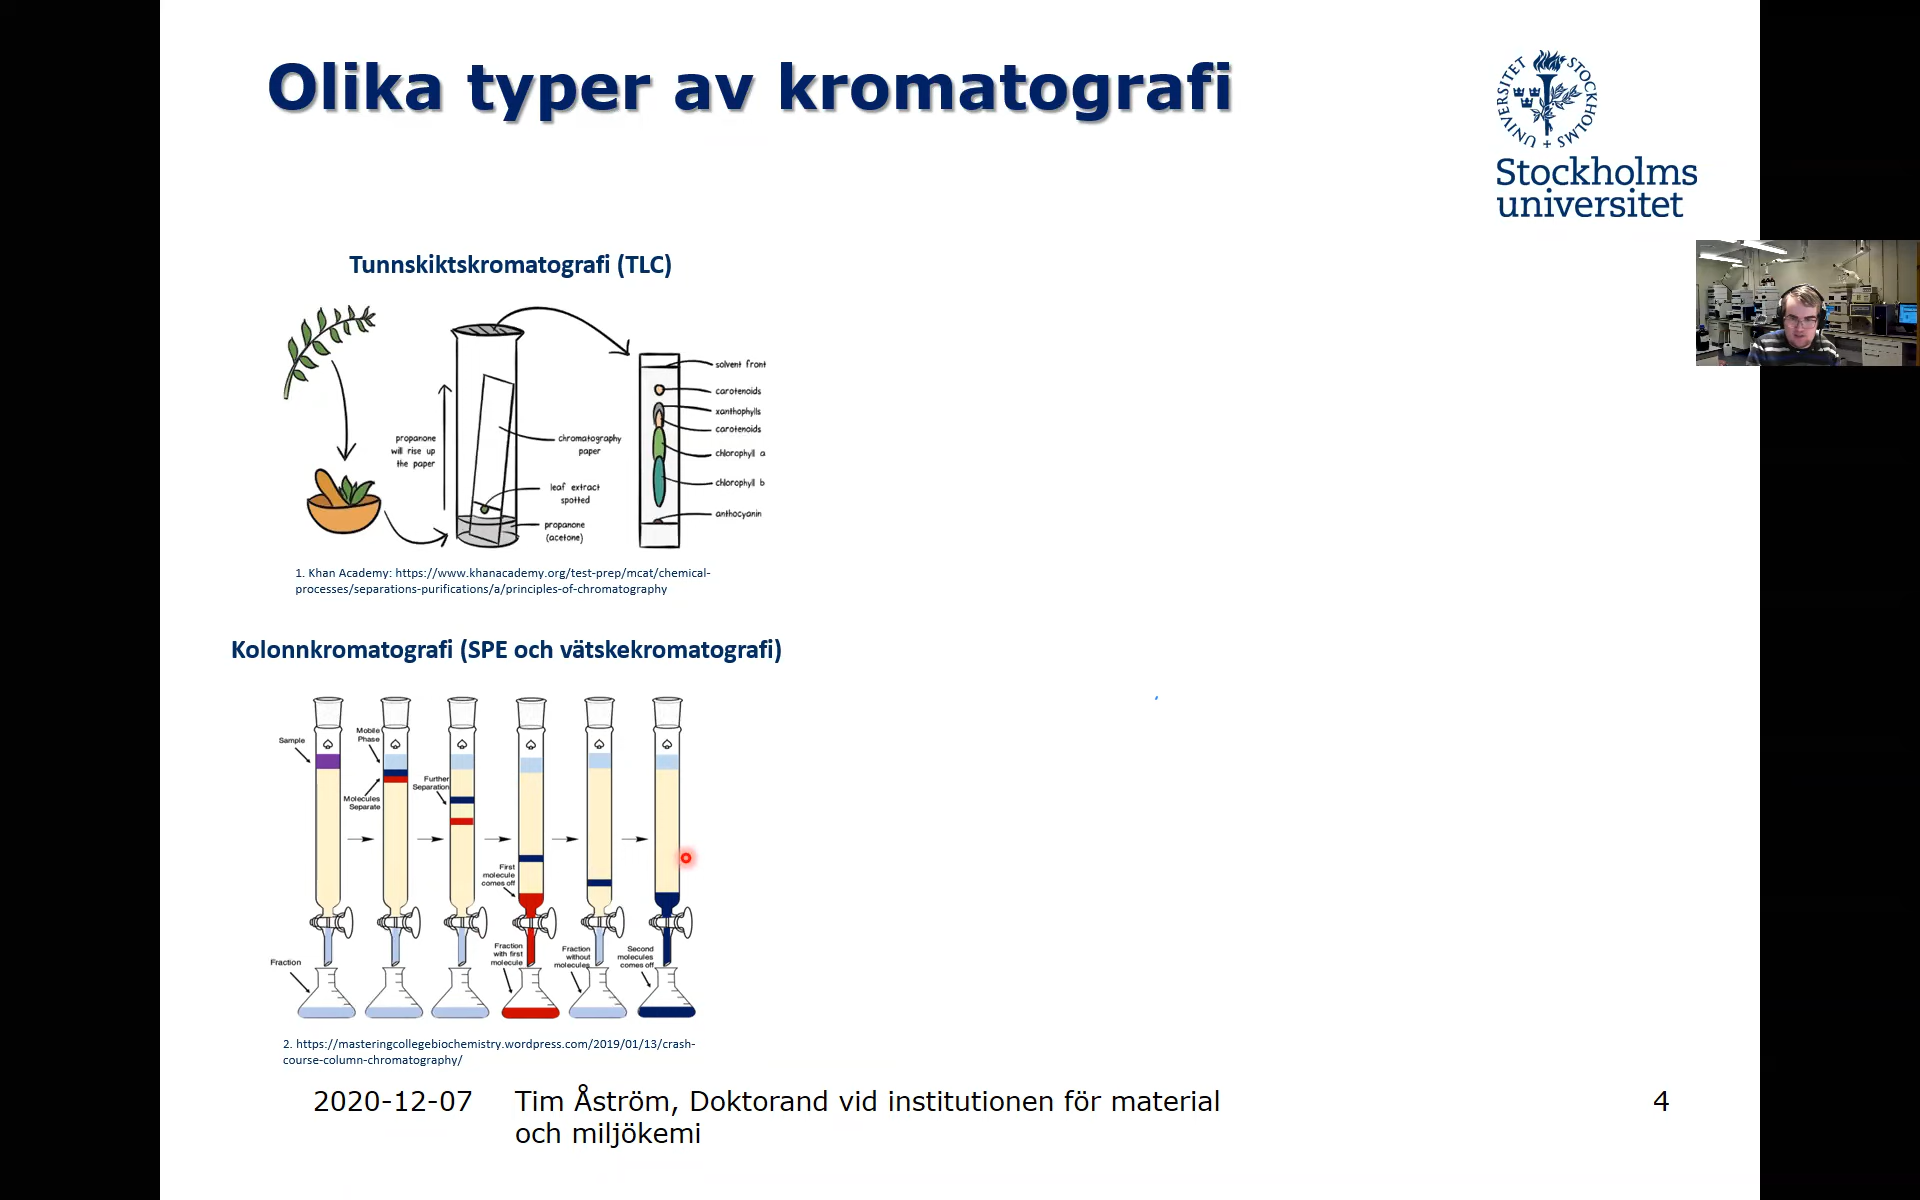 Olika typer av kromatografi
STOCKHOLMS UNIVERSITET
Stockholms
universitet
Tunnskiktskromatografi (TLC)
propanone
will rise up
the paper
chromatography
paper
leaf extract
spotted
propanone
(acetone)
solvent front
carotenoids
xanthophylls
carotenoids
chlorophyll a
chlorophyll b
anthocyanin
1. Khan Academy: https://www.khanacademy.org/test-prep/mcat/chemical-
processes/separations-purifications/a/principles-of-chromatography
Kolonnkromatografi (SPE och vätskekromatografi)
Sample
Mobile
Phase
Molecules
Separate
Further
Separation
First
molecule
comes off
Fraction
Fraction
with first
molecule
Fraction
without
molecules
Second
molecules
comes off
2. https://masteringcollegebiochemistry.wordpress.com/2019/01/13/crash-
course-column-chromatography/
2020-12-07
Tim Åström, Doktorand vid institutionen för material
och miljökemi
4